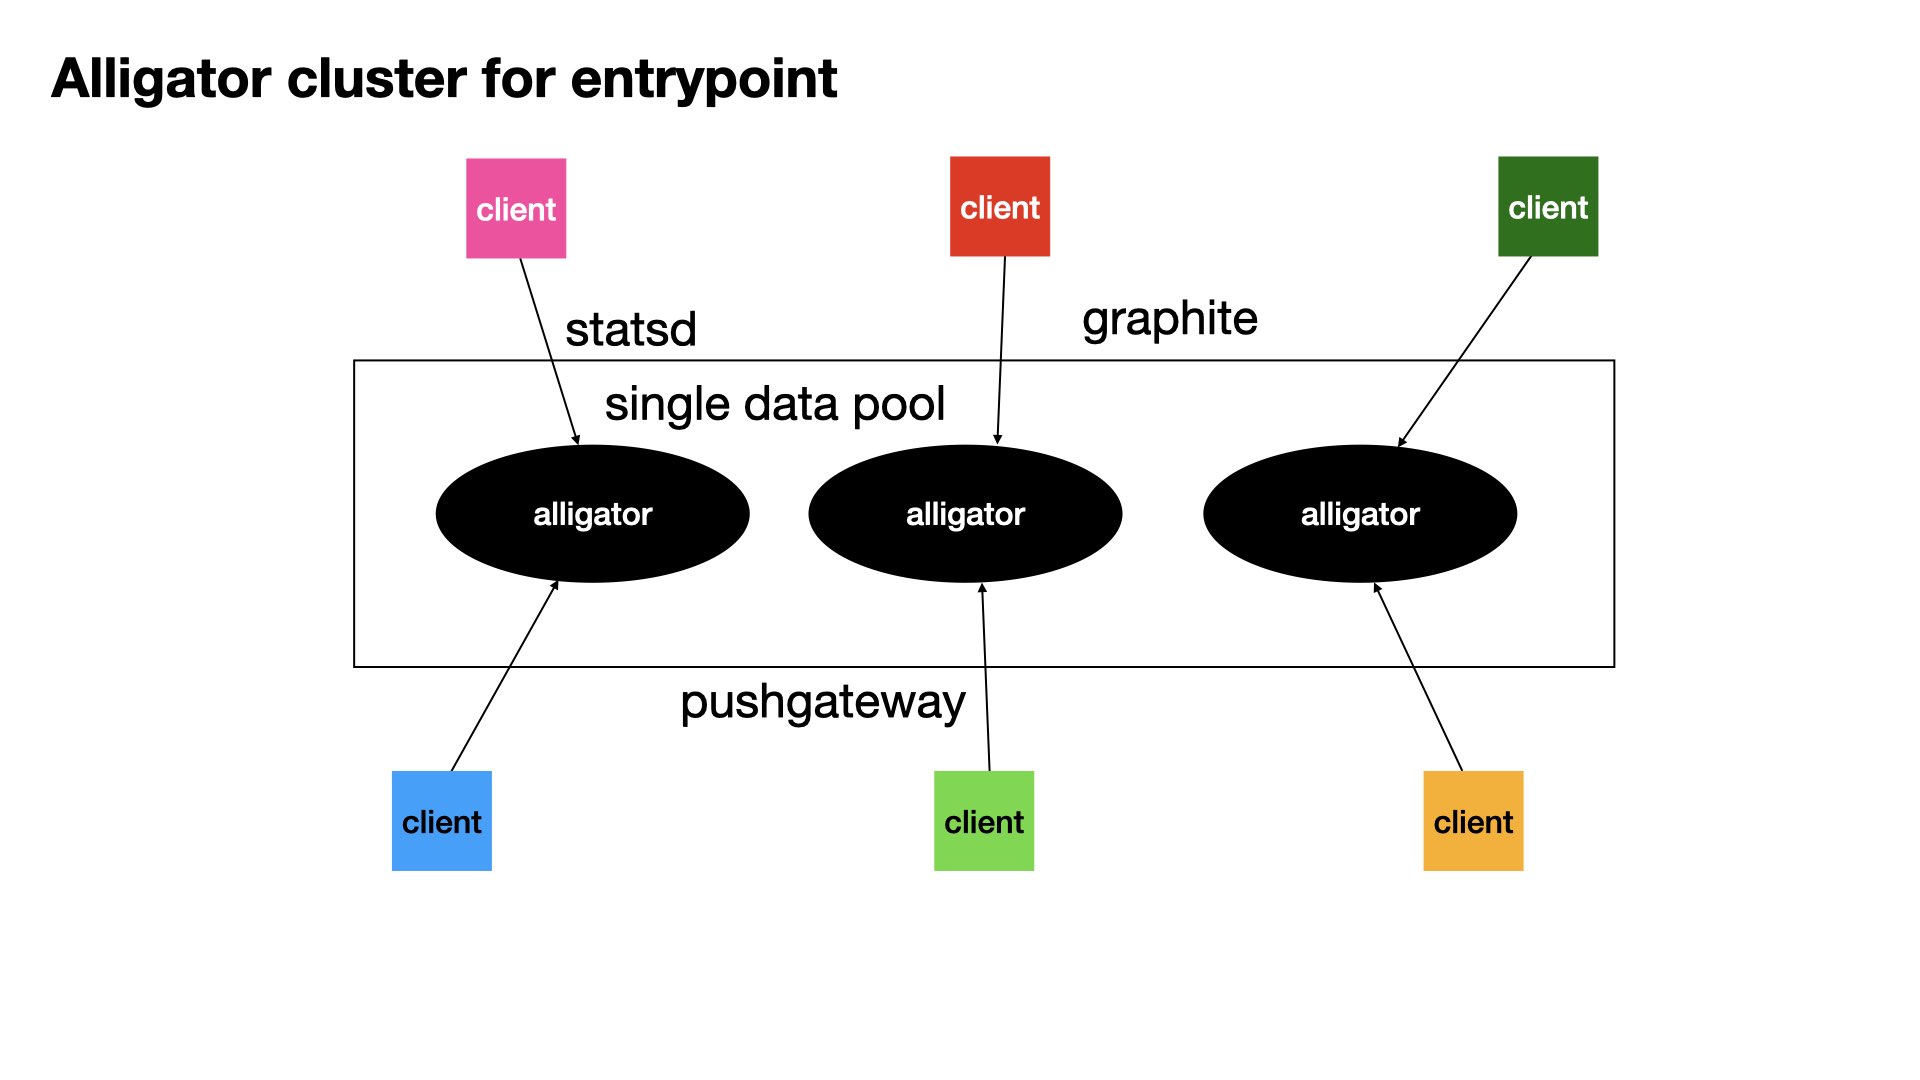 Alligator cluster for entrypoint
client
client
client
statsd
graphite
single data pool
alligator
alligator
alligator
pushgateway
client
client
client